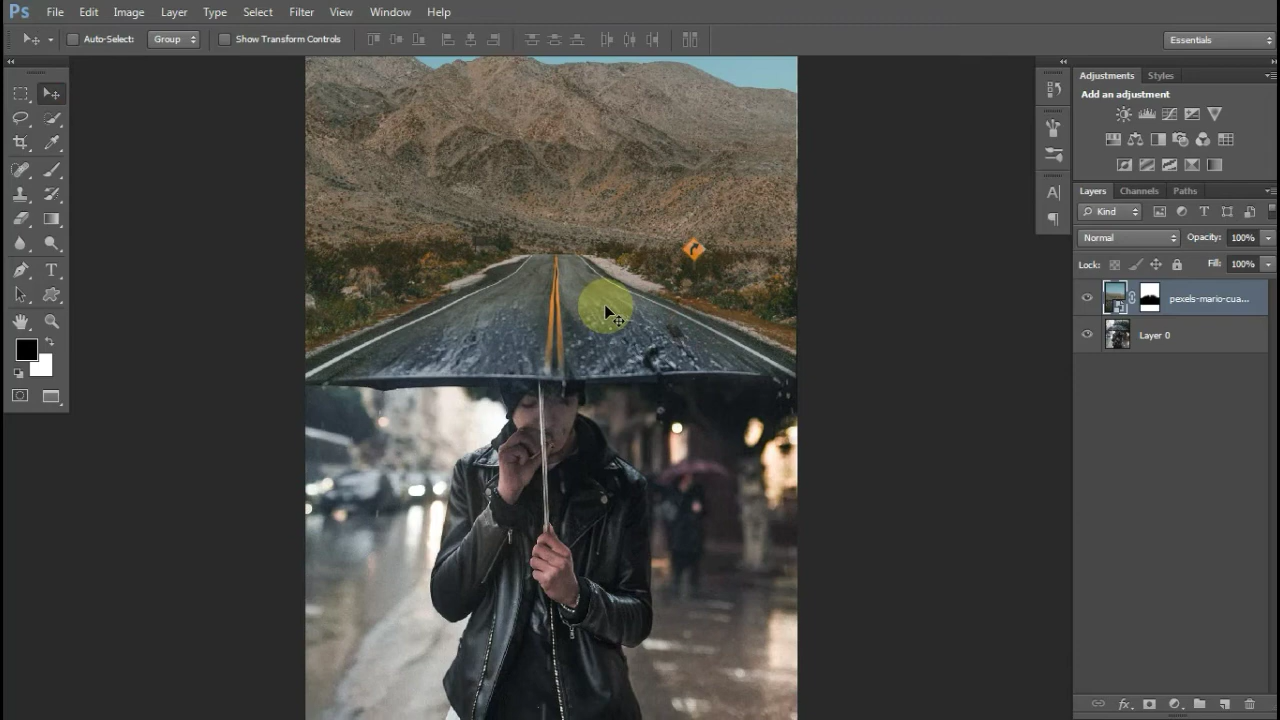 Ps File Edit Image Layer Type Select Filter View Window Help
Auto-Select: Group Show Transform Controls Essentials
Adjustments Styles
Add an adjustment
Layers Channels Paths
Kind
Normal Opacity: 100%
Lock: Fill: 100%
pexels-mario-cua...
Layer 0